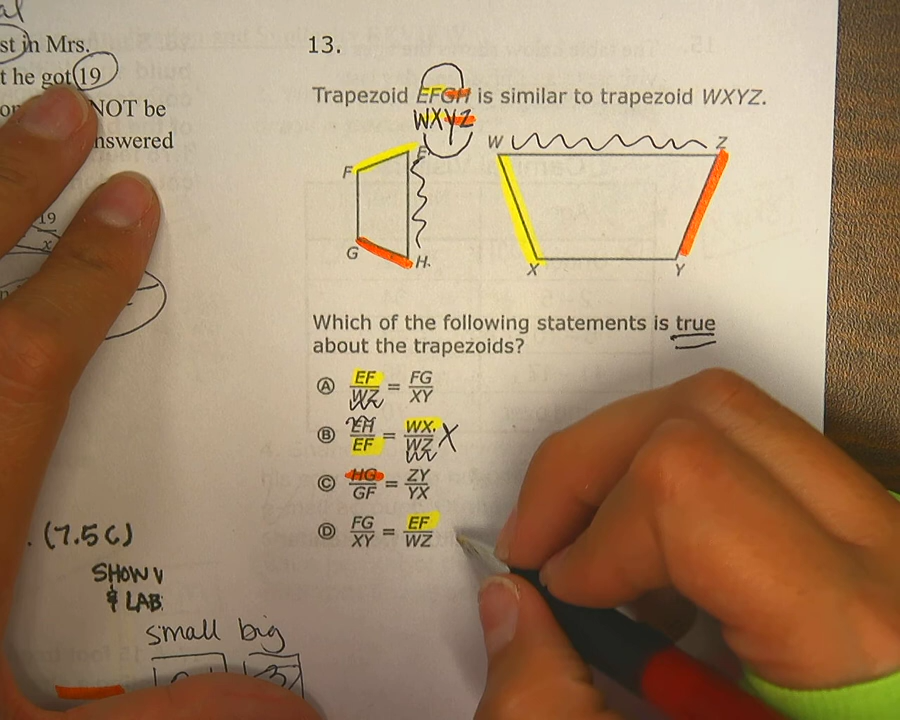 al
st in Mrs.
t he got 19
NOT be
nswered
19
x
. (7.5C)
SHOW
& LAB
small big
13.
Trapezoid EFGH is similar to trapezoid WXYZ.
WXYZ
F E
G H
W Z
X Y
Which of the following statements is true
about the trapezoids?
A EF/WZ = FG/XY
B EH/EF = WX/WZ X
C HG/GF = ZY/YX
D FG/XY = EF/WZ